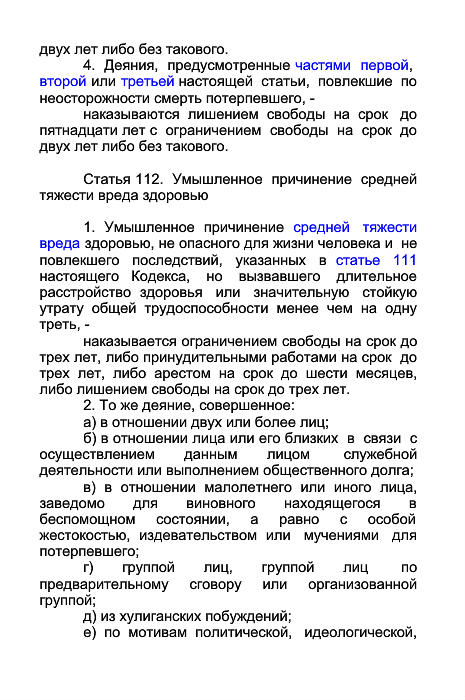 двух лет либо без такового.
4. Деяния, предусмотренные частями первой,
второй или третьей настоящей статьи, повлекшие по
неосторожности смерть потерпевшего, -
наказываются лишением свободы на срок до
пятнадцати лет с ограничением свободы на срок до
двух лет либо без такового.
Статья 112. Умышленное причинение средней
тяжести вреда здоровью
1. Умышленное причинение средней тяжести
вреда здоровью, не опасного для жизни человека и не
повлекшего последствий, указанных в статье 111
настоящего Кодекса, но вызвавшего длительное
расстройство здоровья или значительную стойкую
утрату общей трудоспособности менее чем на одну
треть, -
наказывается ограничением свободы на срок до
трех лет, либо принудительными работами на срок до
трех лет, либо арестом на срок до шести месяцев,
либо лишением свободы на срок до трех лет.
2. То же деяние, совершенное:
а) в отношении двух или более лиц;
б) в отношении лица или его близких в связи с
осуществлением данным лицом служебной
деятельности или выполнением общественного долга;
в) в отношении малолетнего или иного лица,
заведомо для виновного находящегося в
беспомощном состоянии, а равно с особой
жестокостью, издевательством или мучениями для
потерпевшего;
г) группой лиц, группой лиц по
предварительному сговору или организованной
группой;
д) из хулиганских побуждений;
е) по мотивам политической, идеологической,